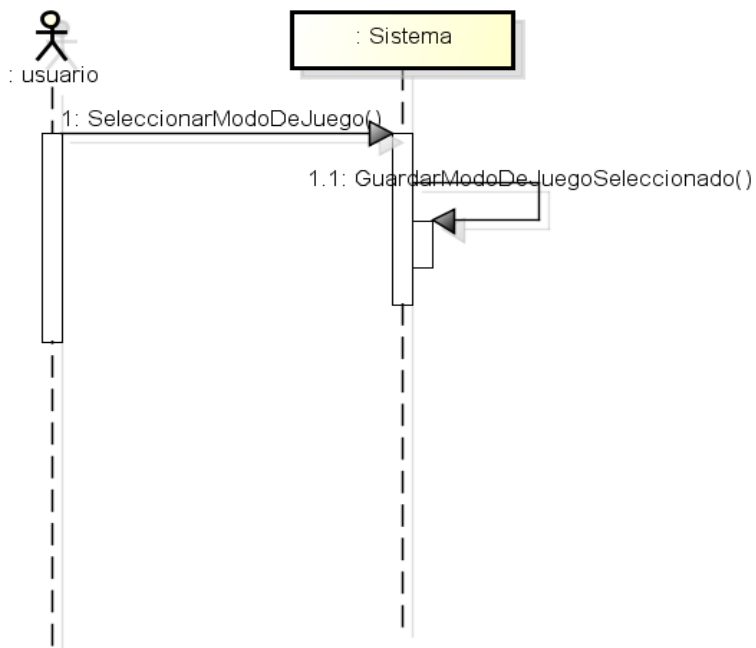 : Sistema
: usuario
1: SeleccionarModoDeJuego()
1.1: GuardarModoDeJuegoSeleccionado()